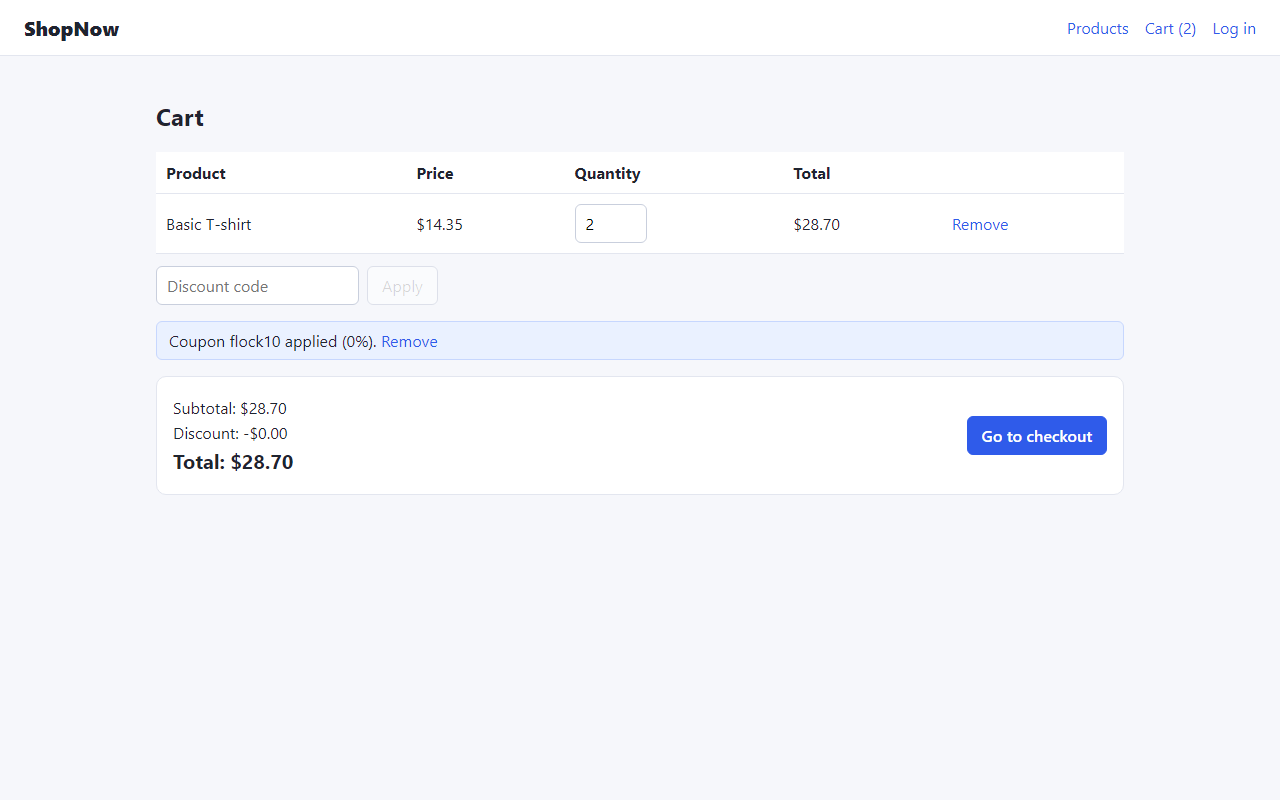 ShopNow Products Cart (2) Log in
Cart
Product Price Quantity Total
Basic T-shirt $14.35 2 $28.70 Remove
Discount code Apply
Coupon flock10 applied (0%). Remove
Subtotal: $28.70
Discount: -$0.00
Go to checkout
Total: $28.70